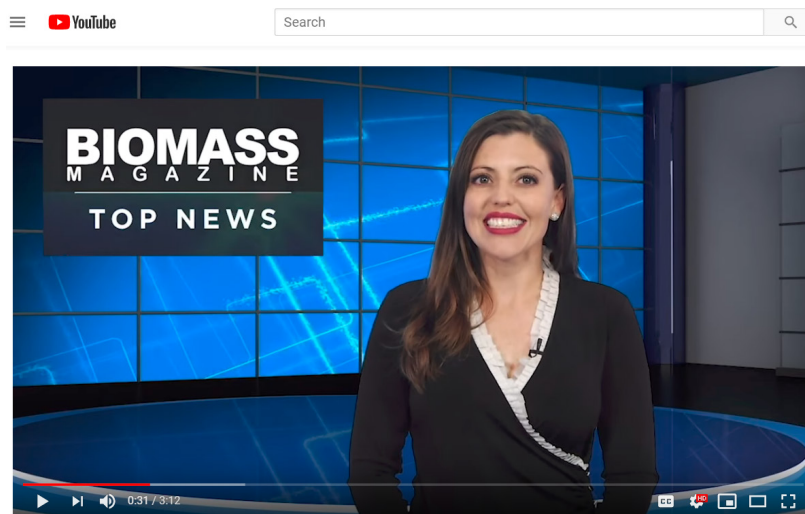 YouTube
Search
BIOMASS
MAGAZINE
TOP NEWS
0:31 / 3:12
CC
HD